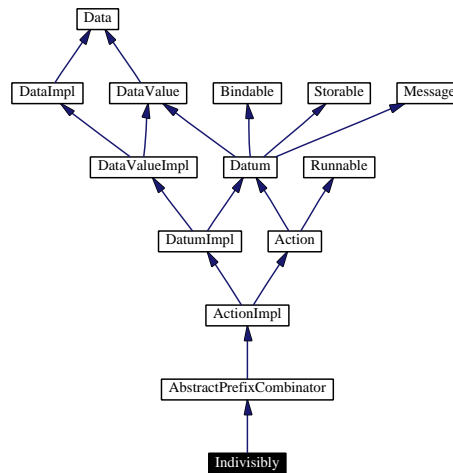 Data
DataImpl
DataValue
Bindable
Storable
Message
DataValueImpl
Datum
Runnable
DatumImpl
Action
ActionImpl
AbstractPrefixCombinator
Indivisibly